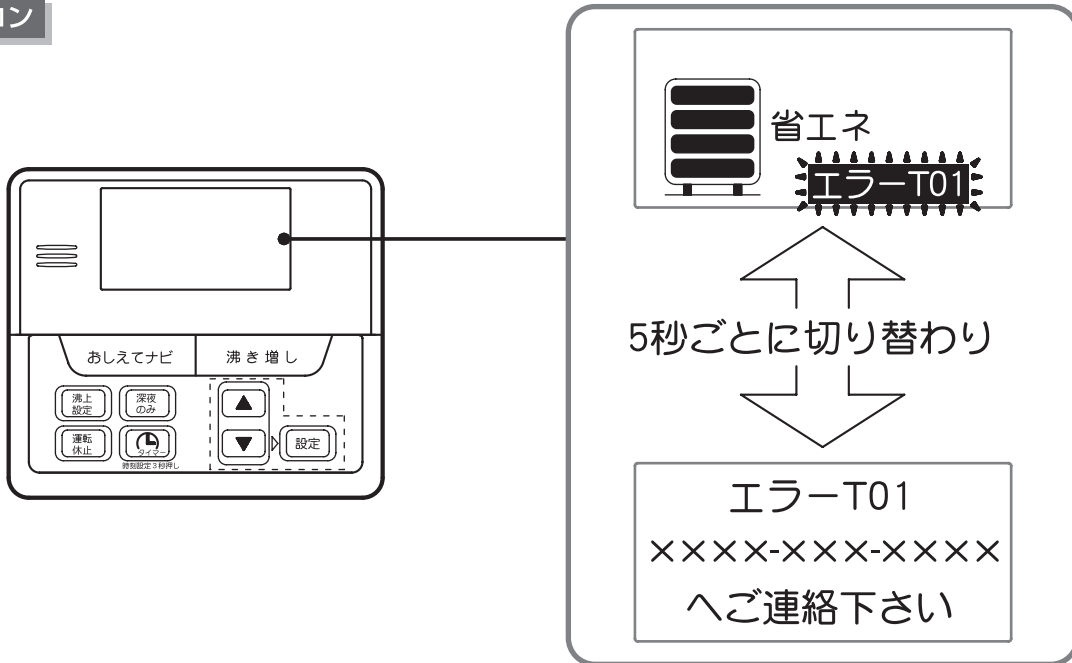 コン
省エネ
エラーT01
5秒ごとに切り替わり
エラーT01
××××-×××-××××
へご連絡下さい
おしえてナビ
沸き増し
沸上
設定
深夜
のみ
▲
運転
休止
タイマー
時刻設定3秒押し
▼
設定